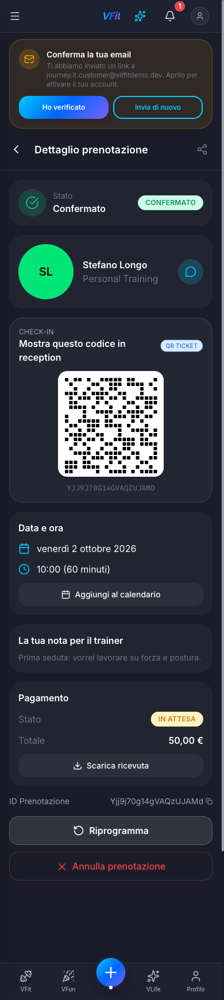 VFit
1
Conferma la tua email
Ti abbiamo inviato un link a
journey.it.customer@vitfitdemo.dev. Aprilo per
attivare il tuo account.
Ho verificato
Invia di nuovo
Dettaglio prenotazione
Stato
Confermato
CONFERMATO
SL
Stefano Longo
Personal Training
CHECK-IN
Mostra questo codice in
reception
QR TICKET
YJJ9J70G14GVAQZUJAMD
Data e ora
venerdì 2 ottobre 2026
10:00 (60 minuti)
Aggiungi al calendario
La tua nota per il trainer
Prima seduta: vorrei lavorare su forza e postura.
Pagamento
Stato
IN ATTESA
Totale
50,00 €
Scarica ricevuta
ID Prenotazione
Yjj9j70g14gVAQzUJAMd
Riprogramma
Annulla prenotazione
VFit
VFun
VLife
Profilo